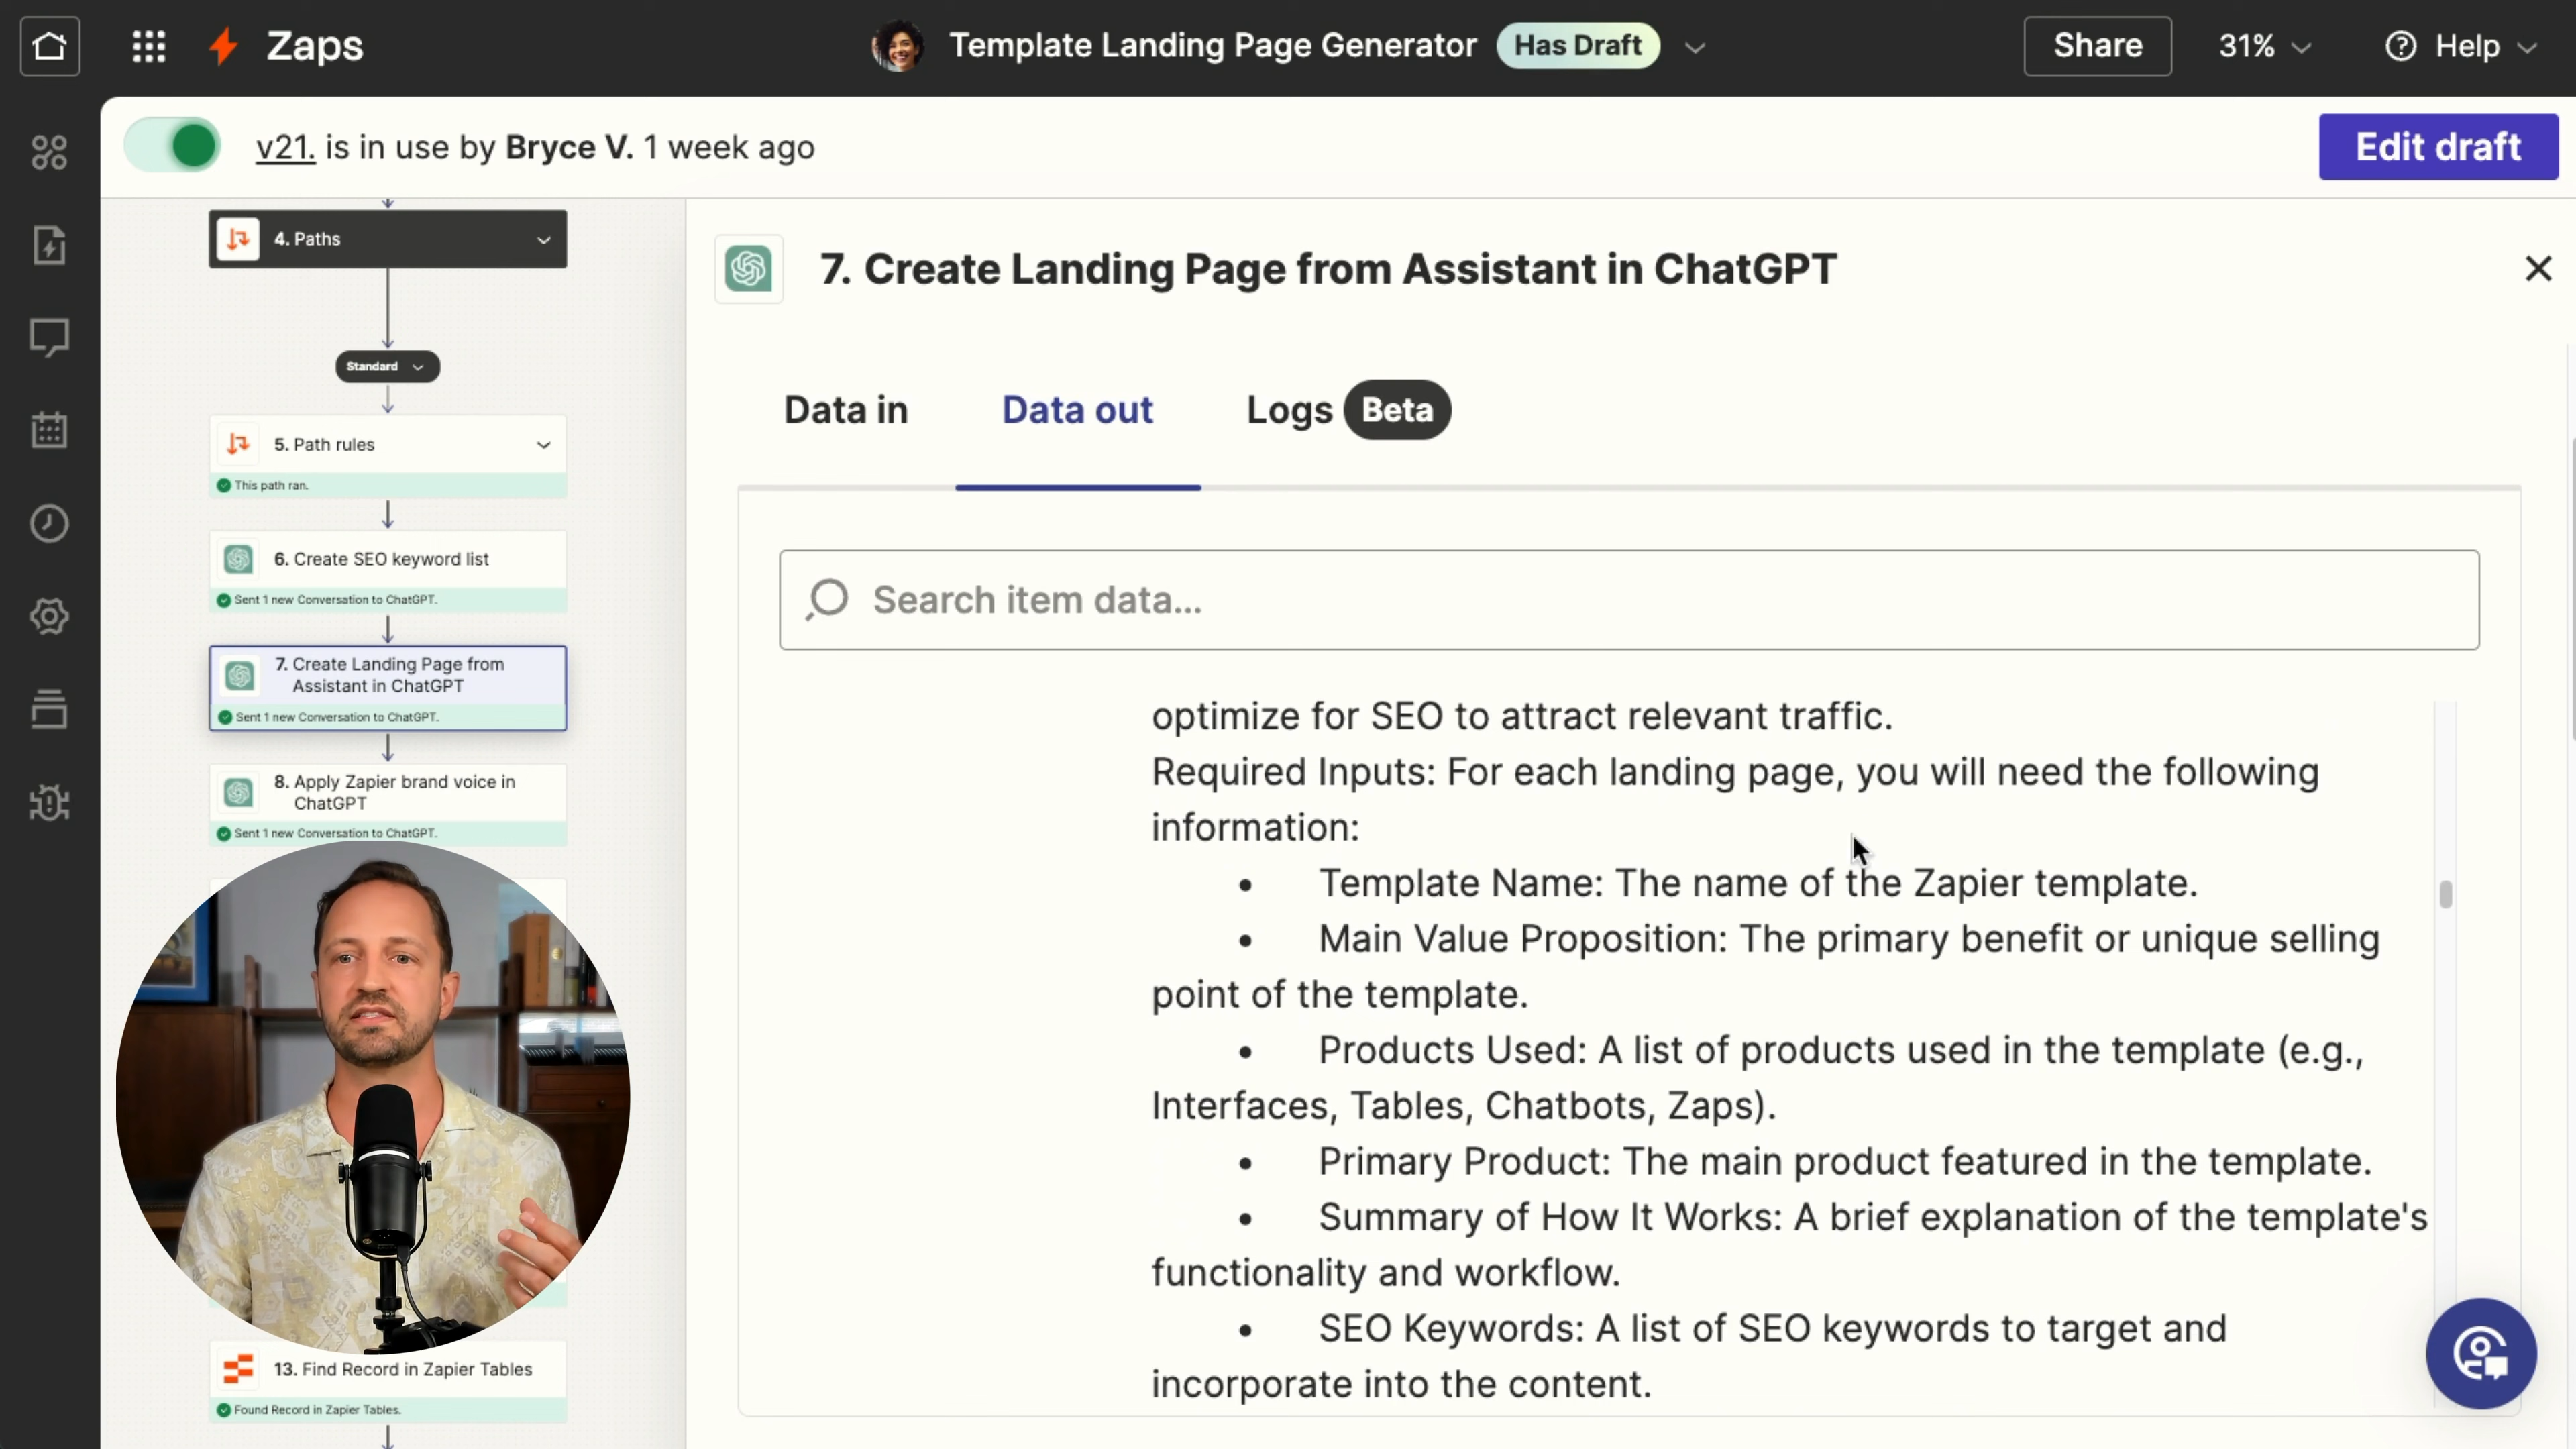 Zaps
Template Landing Page Generator
Has Draft
Share
31%
Help
v21. is in use by Bryce V. 1 week ago
Edit draft
4. Paths
Standard
5. Path rules
This path ran.
6. Create SEO keyword list
Sent 1 new Conversation to ChatGPT.
7. Create Landing Page from
Assistant in ChatGPT
Sent 1 new Conversation to ChatGPT.
8. Apply Zapier brand voice in
ChatGPT
Sent 1 new Conversation to ChatGPT.
13. Find Record in Zapier Tables
Found Record in Zapier Tables.
7. Create Landing Page from Assistant in ChatGPT
Data in
Data out
Logs
Beta
Search item data...
optimize for SEO to attract relevant traffic.
Required Inputs: For each landing page, you will need the following
information:
• Template Name: The name of the Zapier template.
• Main Value Proposition: The primary benefit or unique selling
point of the template.
• Products Used: A list of products used in the template (e.g.,
Interfaces, Tables, Chatbots, Zaps).
• Primary Product: The main product featured in the template.
• Summary of How It Works: A brief explanation of the template's
functionality and workflow.
• SEO Keywords: A list of SEO keywords to target and
incorporate into the content.